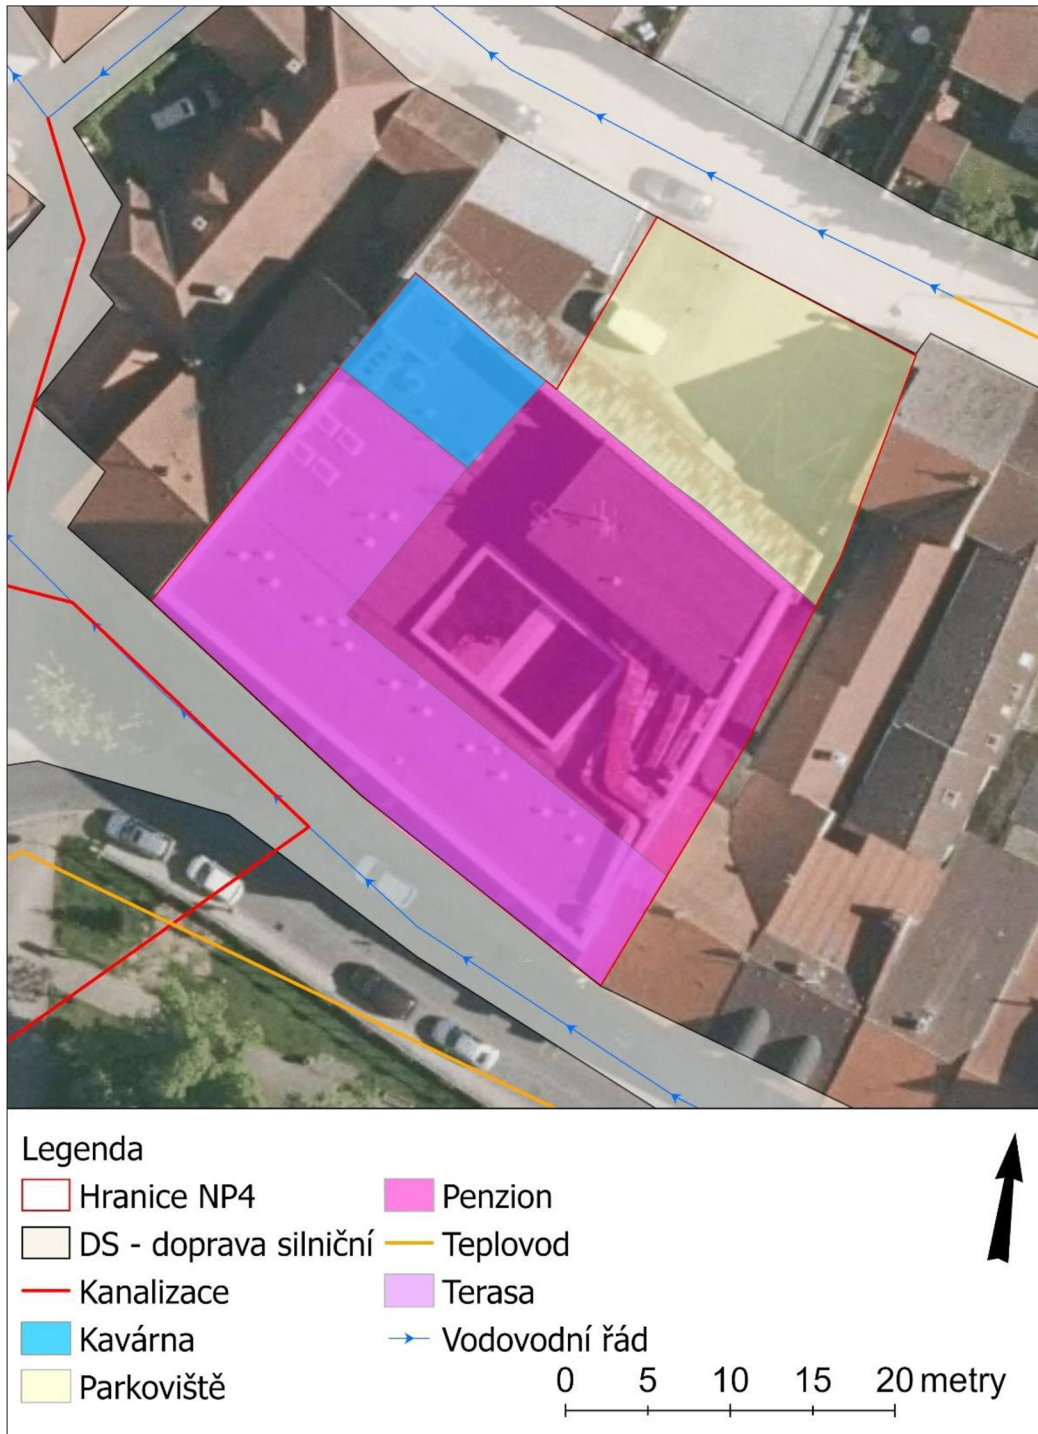 Legenda
Hranice NP4
DS - doprava silniční
Kanalizace
Kavárna
Parkoviště
Penzion
Teplovod
Terasa
Vodovodní řád
0 5 10 15 20 metry